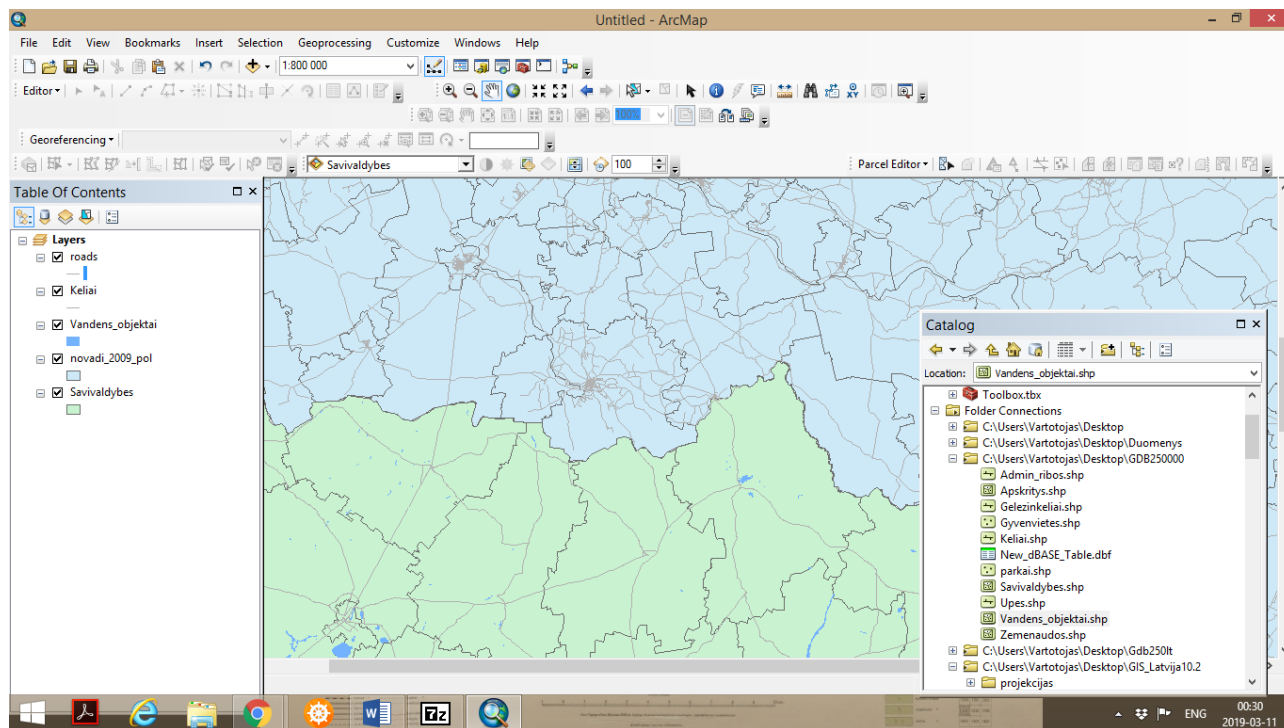 Untitled - ArcMap
File Edit View Bookmarks Insert Selection Geoprocessing Customize Windows Help
1:800 000
Editor
100%
Georeferencing
Savaldybes 100 Parcel Editor
Table Of Contents
Layers
roads
Keliai
Vandens_objektai
novadi_2009_pol
Savivaldybes
Catalog
Location: Vandens_objektai.shp
Toolbox.tbx
Folder Connections
C:\Users\Vartotojas\Desktop
C:\Users\Vartotojas\Desktop\Duomenys
C:\Users\Vartotojas\Desktop\GDB250000
Admin_ribos.shp
Apskritys.shp
Gelezinkeliai.shp
Gyvenvietes.shp
Keliai.shp
New_dBASE_Table.dbf
parkai.shp
Savivaldybes.shp
Upes.shp
Vandens_objektai.shp
Zemenaudos.shp
C:\Users\Vartotojas\Desktop\Gdb250lt
C:\Users\Vartotojas\Desktop\GIS_Latvija10.2
projekcijas
ENG
00:30
2019-03-11